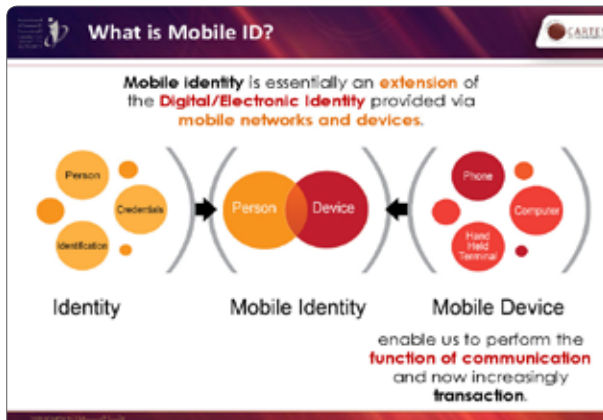 What is Mobile ID?
CARTES
Mobile identity is essentially an extension of
the Digital/Electronic Identity provided via
mobile networks and devices.
Person
Credentials
Identification
Person
Device
Phone
Computer
Hand
Held
Terminal
Identity
Mobile Identity
Mobile Device
enable us to perform the
function of communication
and now increasingly
transaction.